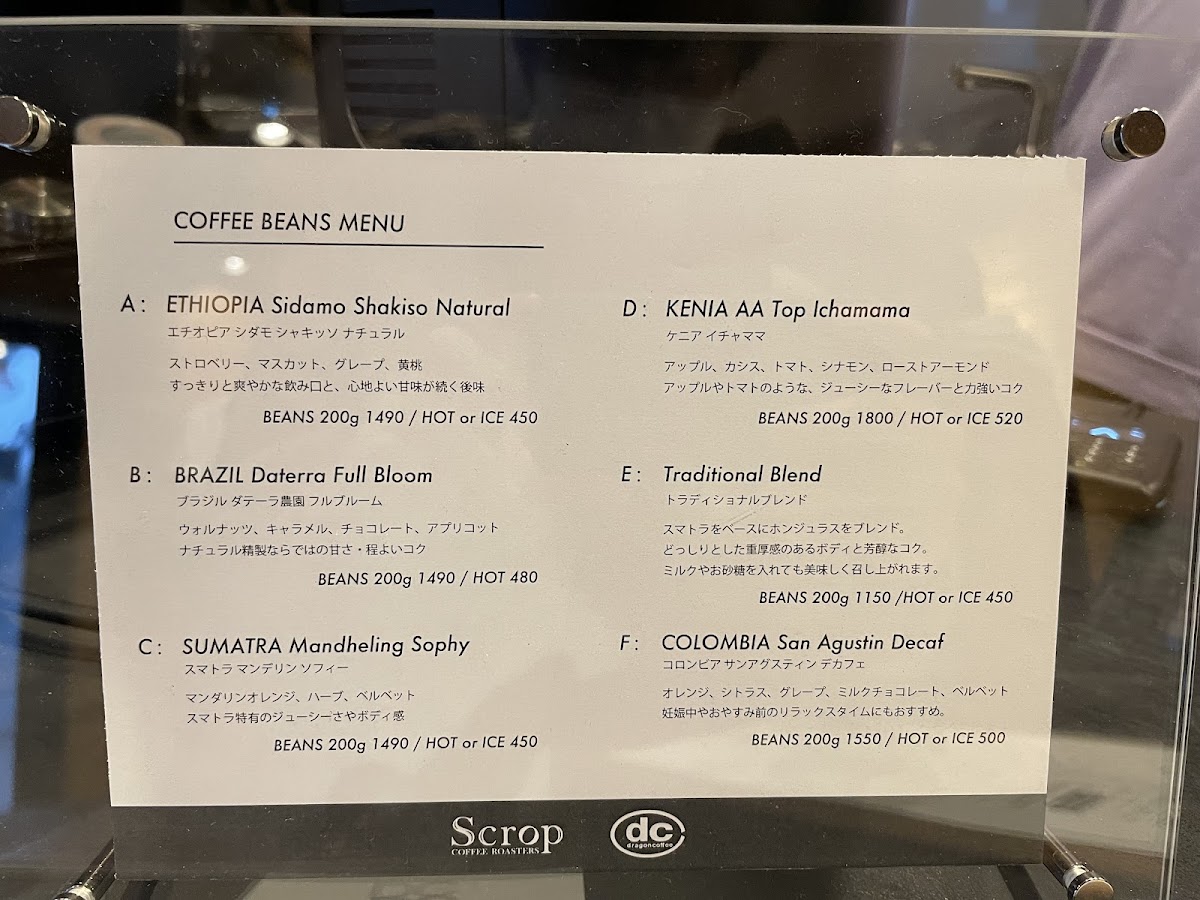 COFFEE BEANS MENU
A: ETHIOPIA Sidamo Shakiso Natural
エチオピア シダモ シャキッソ ナチュラル
ストロベリー、マスカット、グレープ、黄桃
すっきりと爽やかな飲み口と、心地よい甘味が続く後味
BEANS 200g 1490 / HOT or ICE 450
B: BRAZIL Daterra Full Bloom
ブラジル ダテーラ農園 フルブルーム
ウォルナッツ、キャラメル、チョコレート、アプリコット
ナチュラル精製ならではの甘さ・程よいコク
BEANS 200g 1490 / HOT 480
C: SUMATRA Mandheling Sophy
スマトラ マンデリン ソフィー
マンダリンオレンジ、ハーブ、ベルベット
スマトラ特有のジューシーさやボディ感
BEANS 200g 1490 / HOT or ICE 450
D: KENIA AA Top Ichamama
ケニア イチャママ
アップル、カシス、トマト、シナモン、ローストアーモンド
アップルやトマトのような、ジューシーなフレーバーと力強いコク
BEANS 200g 1800 / HOT or ICE 520
E: Traditional Blend
トラディショナルブレンド
スマトラをベースにホンジュラスをブレンド。
どっしりとした重厚感のあるボディと芳醇なコク。
ミルクやお砂糖を入れても美味しく召し上がれます。
BEANS 200g 1150 /HOT or ICE 450
F: COLOMBIA San Agustin Decaf
コロンビア サンアグスティン デカフェ
オレンジ、シトラス、グレープ、ミルクチョコレート、ベルベット
妊娠中やおやすみ前のリラックスタイムにもおすすめ。
BEANS 200g 1550 / HOT or ICE 500
Scrop
COFFEE ROASTERS
dc
dragoncoffee